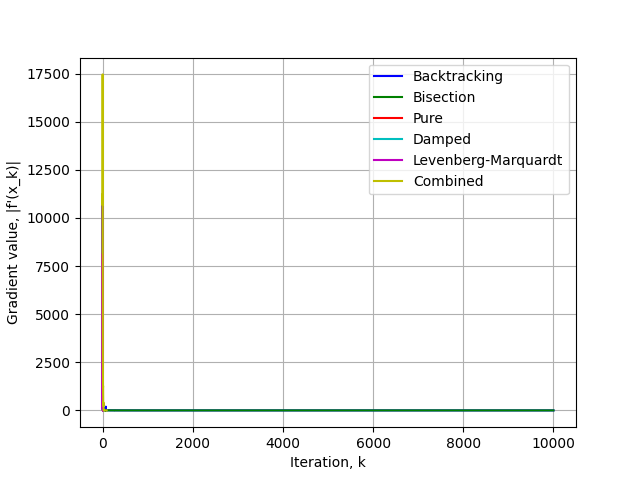 Backtracking
Bisection
Pure
Damped
Levenberg-Marquardt
Combined
Gradient value, |f'(x_k)|
17500
15000
12500
10000
7500
5000
2500
0
0 2000 4000 6000 8000 10000
Iteration, k